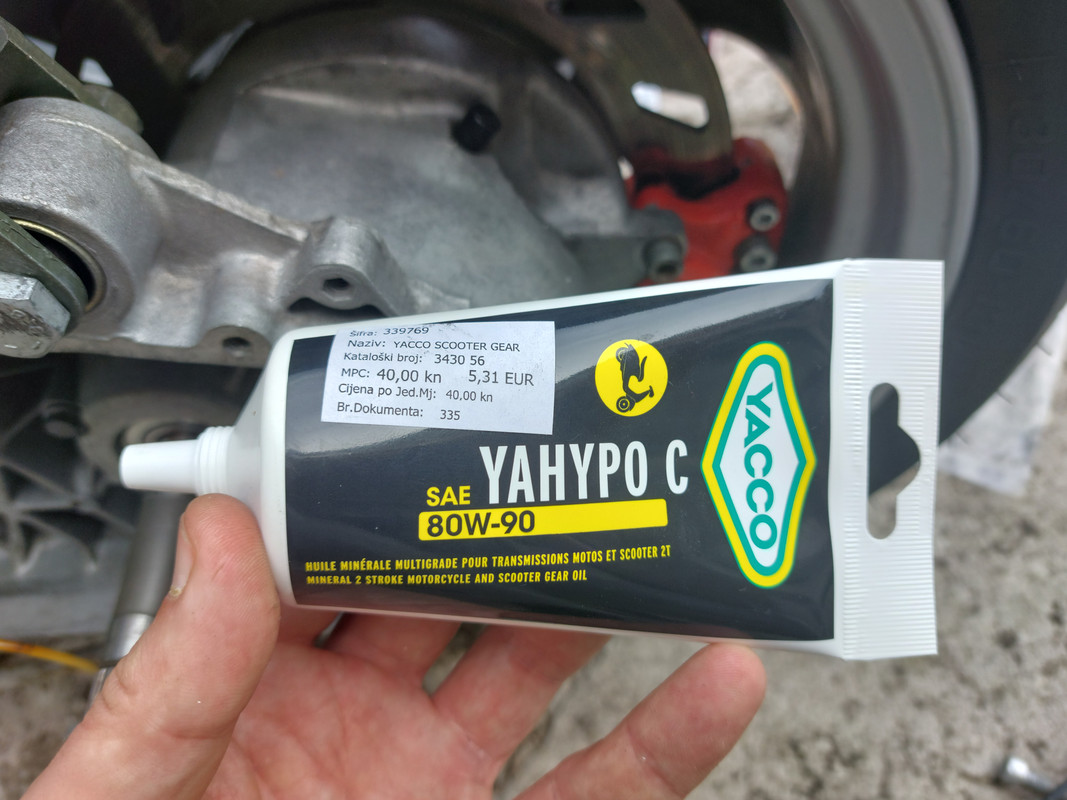 Šifra: 339769
Naziv: YACCO SCOOTER GEAR
Kataloški broj: 3430 56
MPC: 40,00 kn 5,31 EUR
Cijena po Jed.Mj: 40,00 kn
Br.Dokumenta: 335
YAHYPO C
SAE
80W-90
HUILE MINÉRALE MULTIGRADE POUR TRANSMISSIONS MOTOS ET SCOOTER 2T
MINERAL 2 STROKE MOTORCYCLE AND SCOOTER GEAR OIL
YACCO